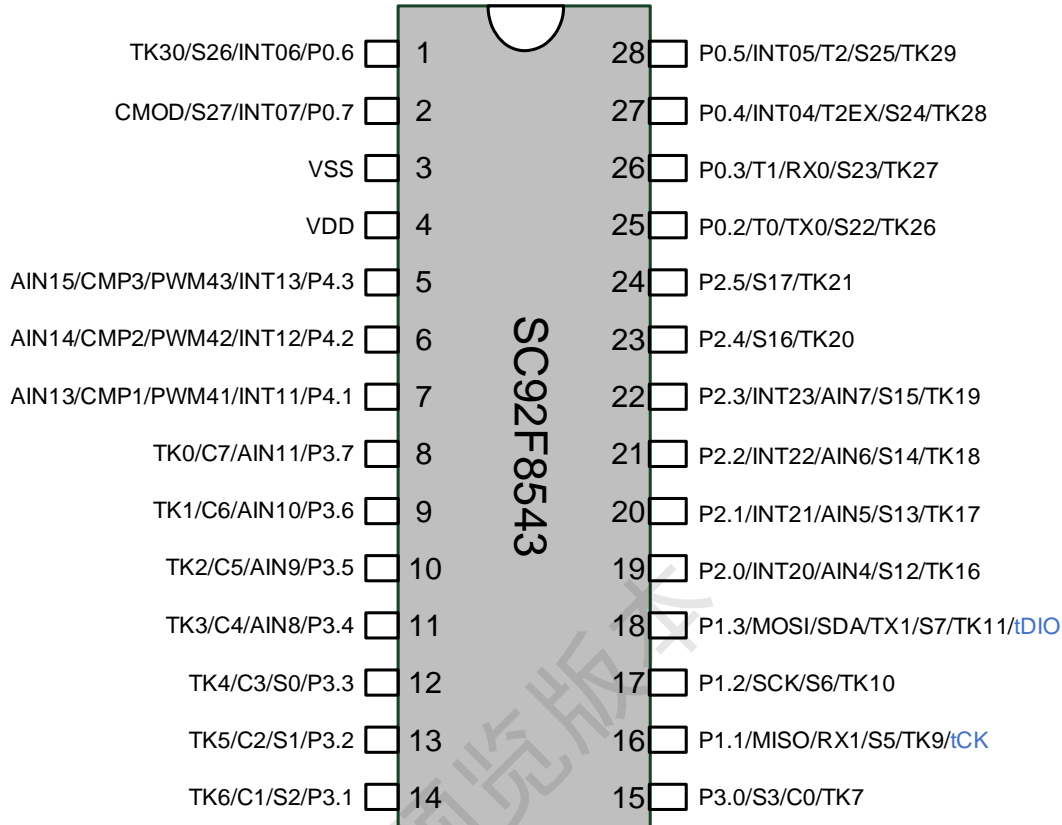 TK30/S26/INT06/P0.6 1 28 P0.5/INT05/T2/S25/TK29
CMOD/S27/INT07/P0.7 2 27 P0.4/INT04/T2EX/S24/TK28
VSS 3 26 P0.3/T1/RX0/S23/TK27
VDD 4 25 P0.2/T0/TX0/S22/TK26
AIN15/CMP3/PWM43/INT13/P4.3 5 24 P2.5/S17/TK21
AIN14/CMP2/PWM42/INT12/P4.2 6 23 P2.4/S16/TK20
AIN13/CMP1/PWM41/INT11/P4.1 7 22 P2.3/INT23/AIN7/S15/TK19
TK0/C7/AIN11/P3.7 8 21 P2.2/INT22/AIN6/S14/TK18
TK1/C6/AIN10/P3.6 9 20 P2.1/INT21/AIN5/S13/TK17
TK2/C5/AIN9/P3.5 10 19 P2.0/INT20/AIN4/S12/TK16
TK3/C4/AIN8/P3.4 11 18 P1.3/MOSI/SDA/TX1/S7/TK11/tDIO
TK4/C3/S0/P3.3 12 17 P1.2/SCK/S6/TK10
TK5/C2/S1/P3.2 13 16 P1.1/MISO/RX1/S5/TK9/tCK
TK6/C1/S2/P3.1 14 15 P3.0/S3/C0/TK7
SC92F8543
览版本